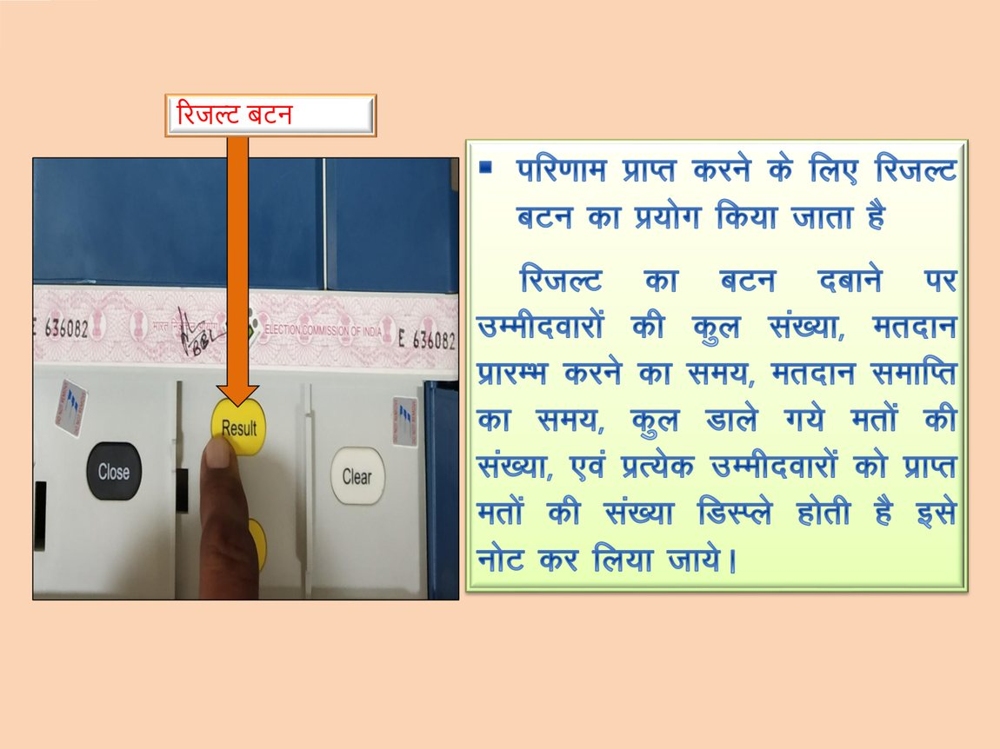 रिजल्ट बटन
▪ परिणाम प्राप्त करने के लिए रिजल्ट
बटन का प्रयोग किया जाता है
रिजल्ट का बटन दबाने पर
उम्मीदवारों की कुल संख्या, मतदान
प्रारम्भ करने का समय, मतदान समाप्ति
का समय, कुल डाले गये मतों की
संख्या, एवं प्रत्येक उम्मीदवारों को प्राप्त
मतों की संख्या डिस्प्ले होती है इसे
नोट कर लिया जाये।
E 636082
भारत
ELECTION COMMISSION OF INDIA
E 636082
Result
Close
Clear